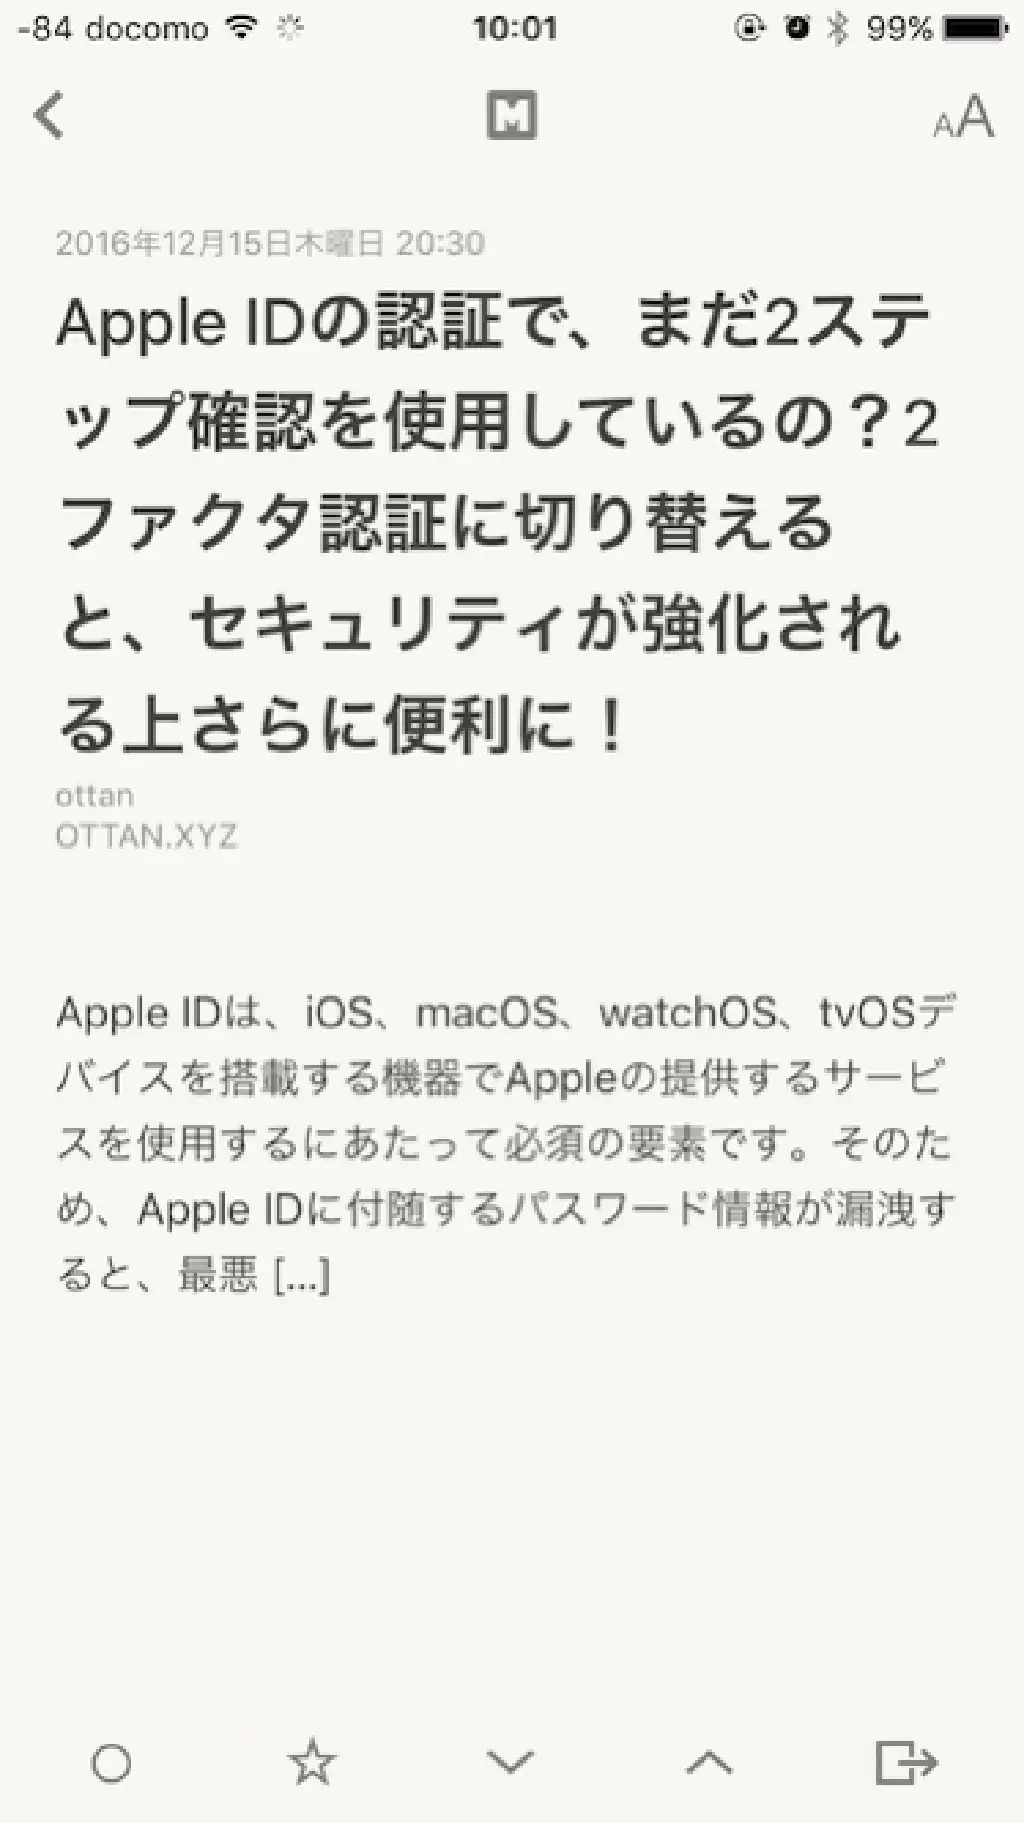 -84 docomo 10:01 99%
M
AA
2016年12月15日木曜日 20:30
Apple IDの認証で、まだ2ステ
ップ確認を使用しているの？2
ファクタ認証に切り替える
と、セキュリティが強化され
る上さらに便利に！
ottan
OTTAN.XYZ
Apple IDは、iOS、macOS、watchOS、tvOSデ
バイスを搭載する機器でAppleの提供するサービ
スを使用するにあたって必須の要素です。そのた
め、Apple IDに付随するパスワード情報が漏洩す
ると、最悪 [...]